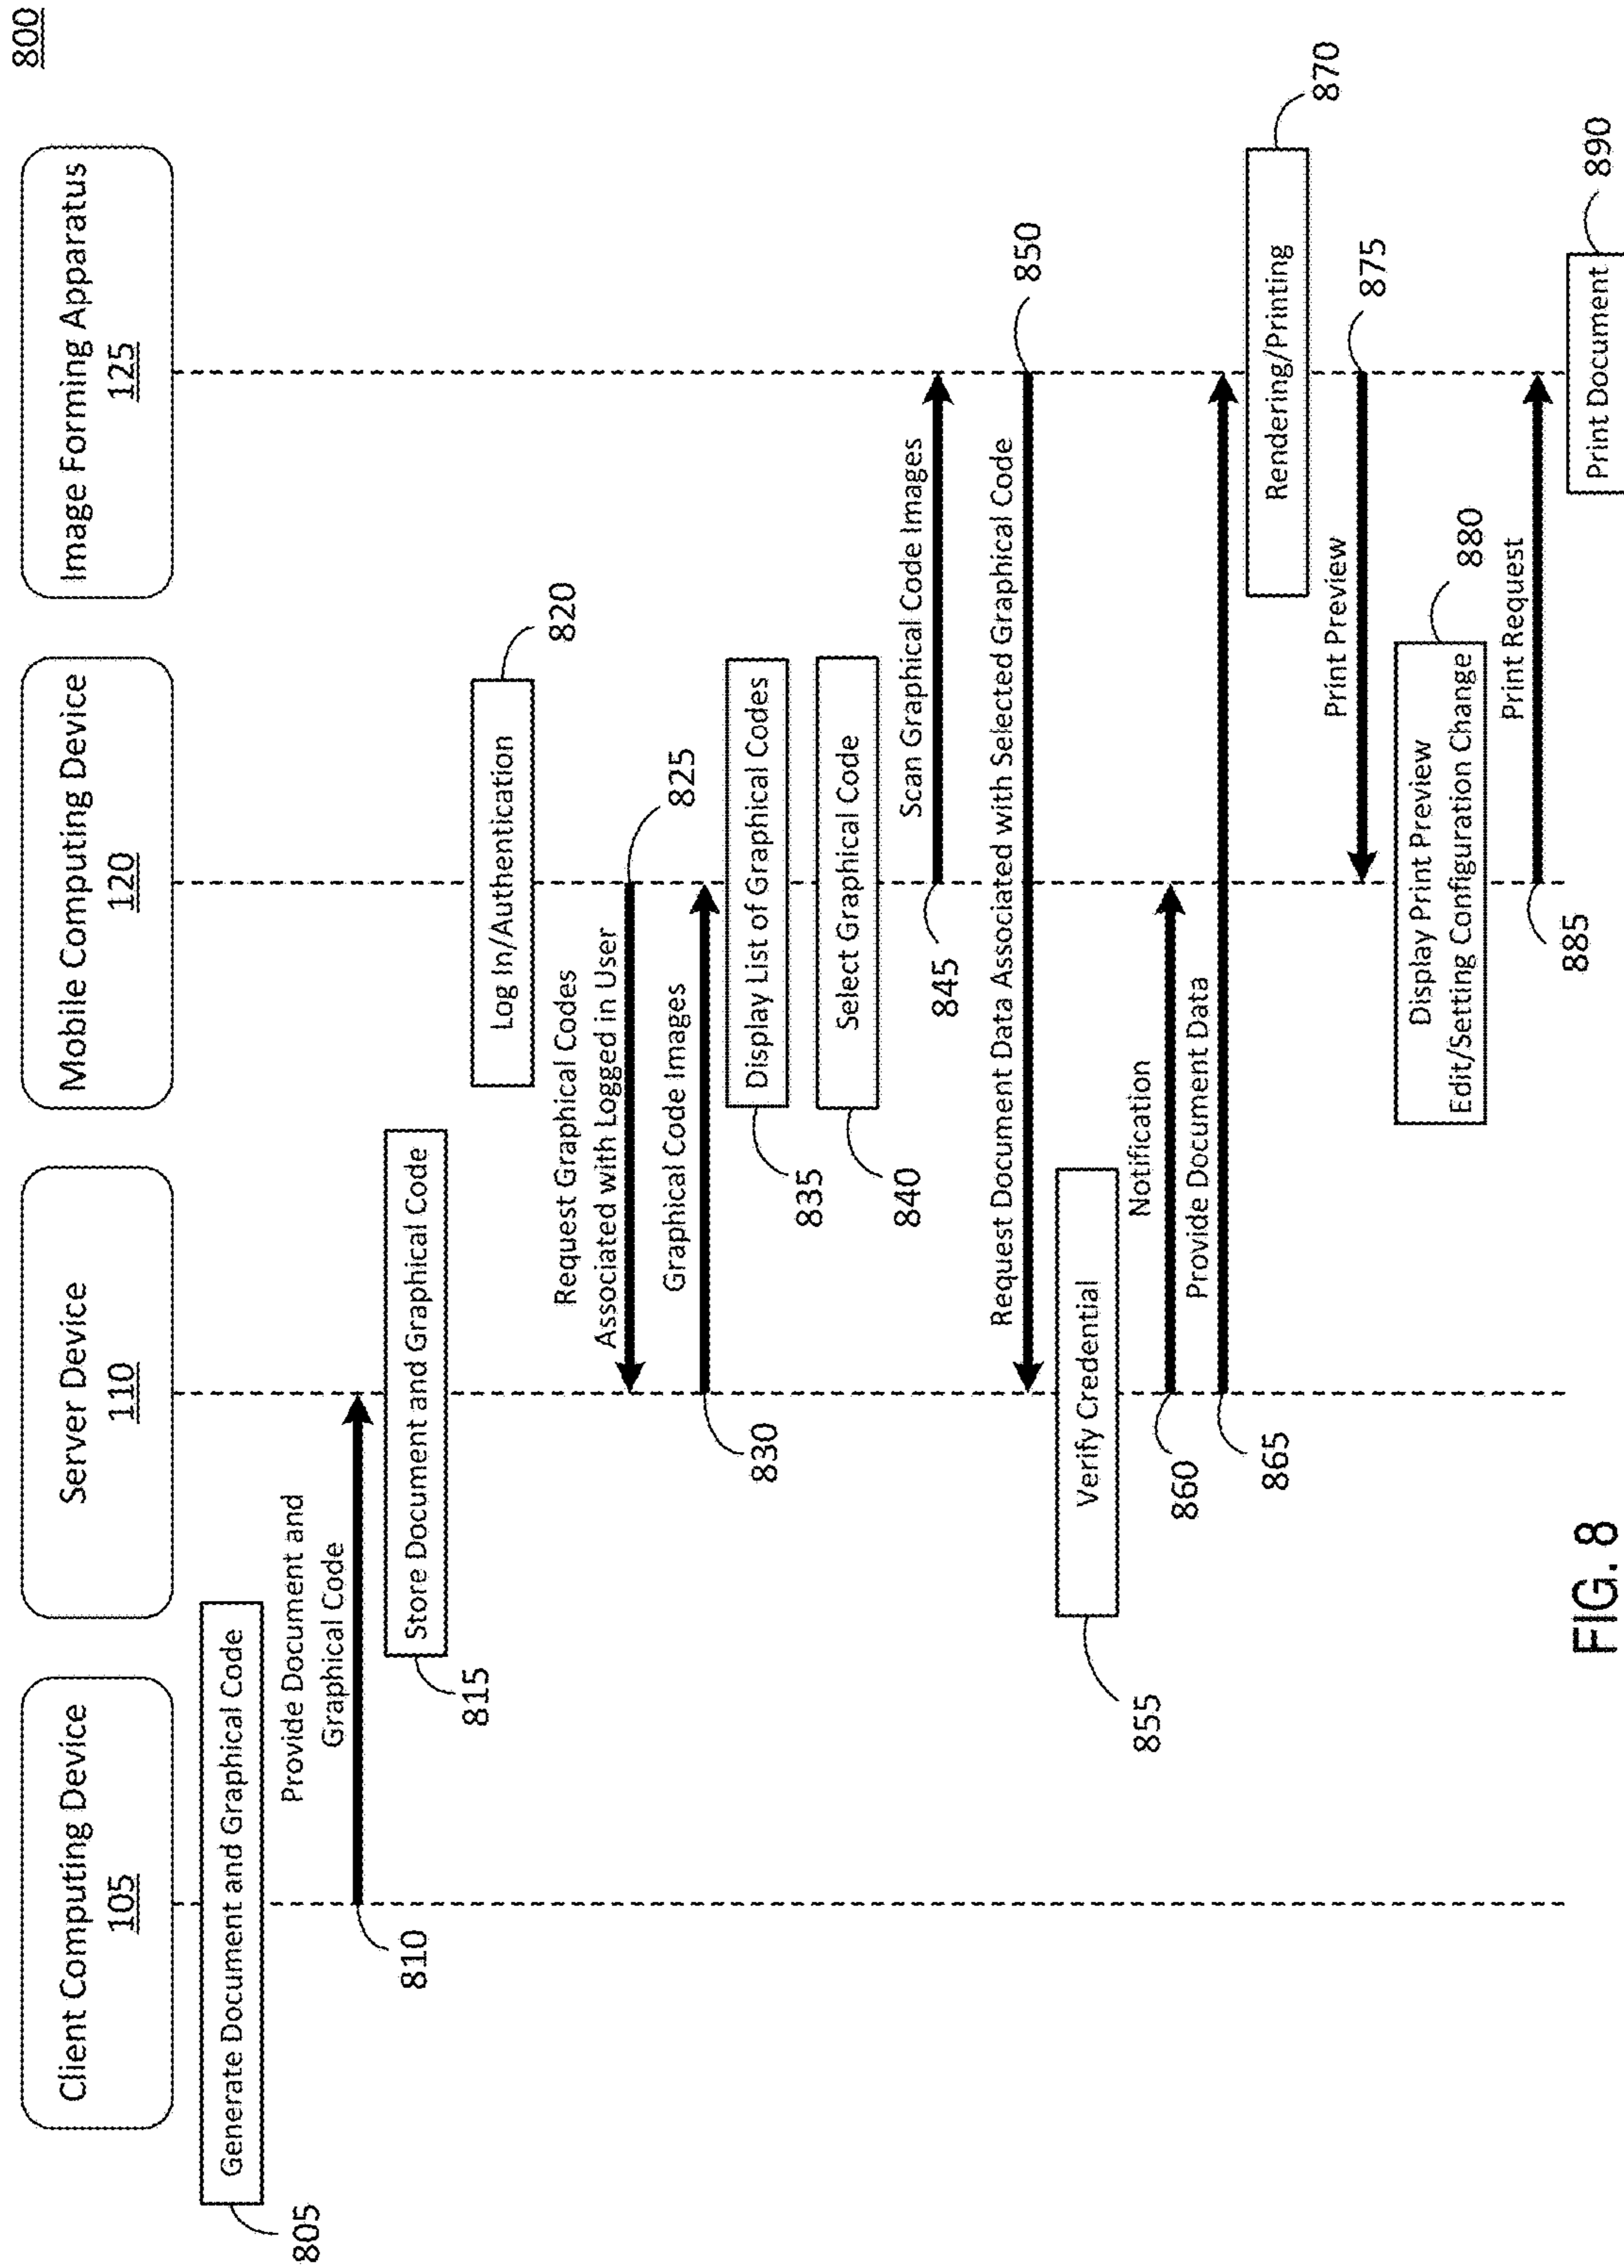 800
Client Computing Device
105
Server Device
110
Mobile Computing Device
120
Image Forming Apparatus
125
Generate Document and Graphical Code
805
Provide Document and
Graphical Code
810
Store Document and Graphical Code
815
Log In/Authentication
820
Request Graphical Codes
Associated with Logged in User
825
Graphical Code Images
830
Display List of Graphical Codes
835
Select Graphical Code
840
Scan Graphical Code Images
845
Request Document Data Associated with Selected Graphical Code
850
Verify Credential
855
Notification
860
Provide Document Data
865
Rendering/Printing
870
Print Preview
875
Display Print Preview
Edit/Setting Configuration Change
880
Print Request
885
Print Document
890
FIG. 8